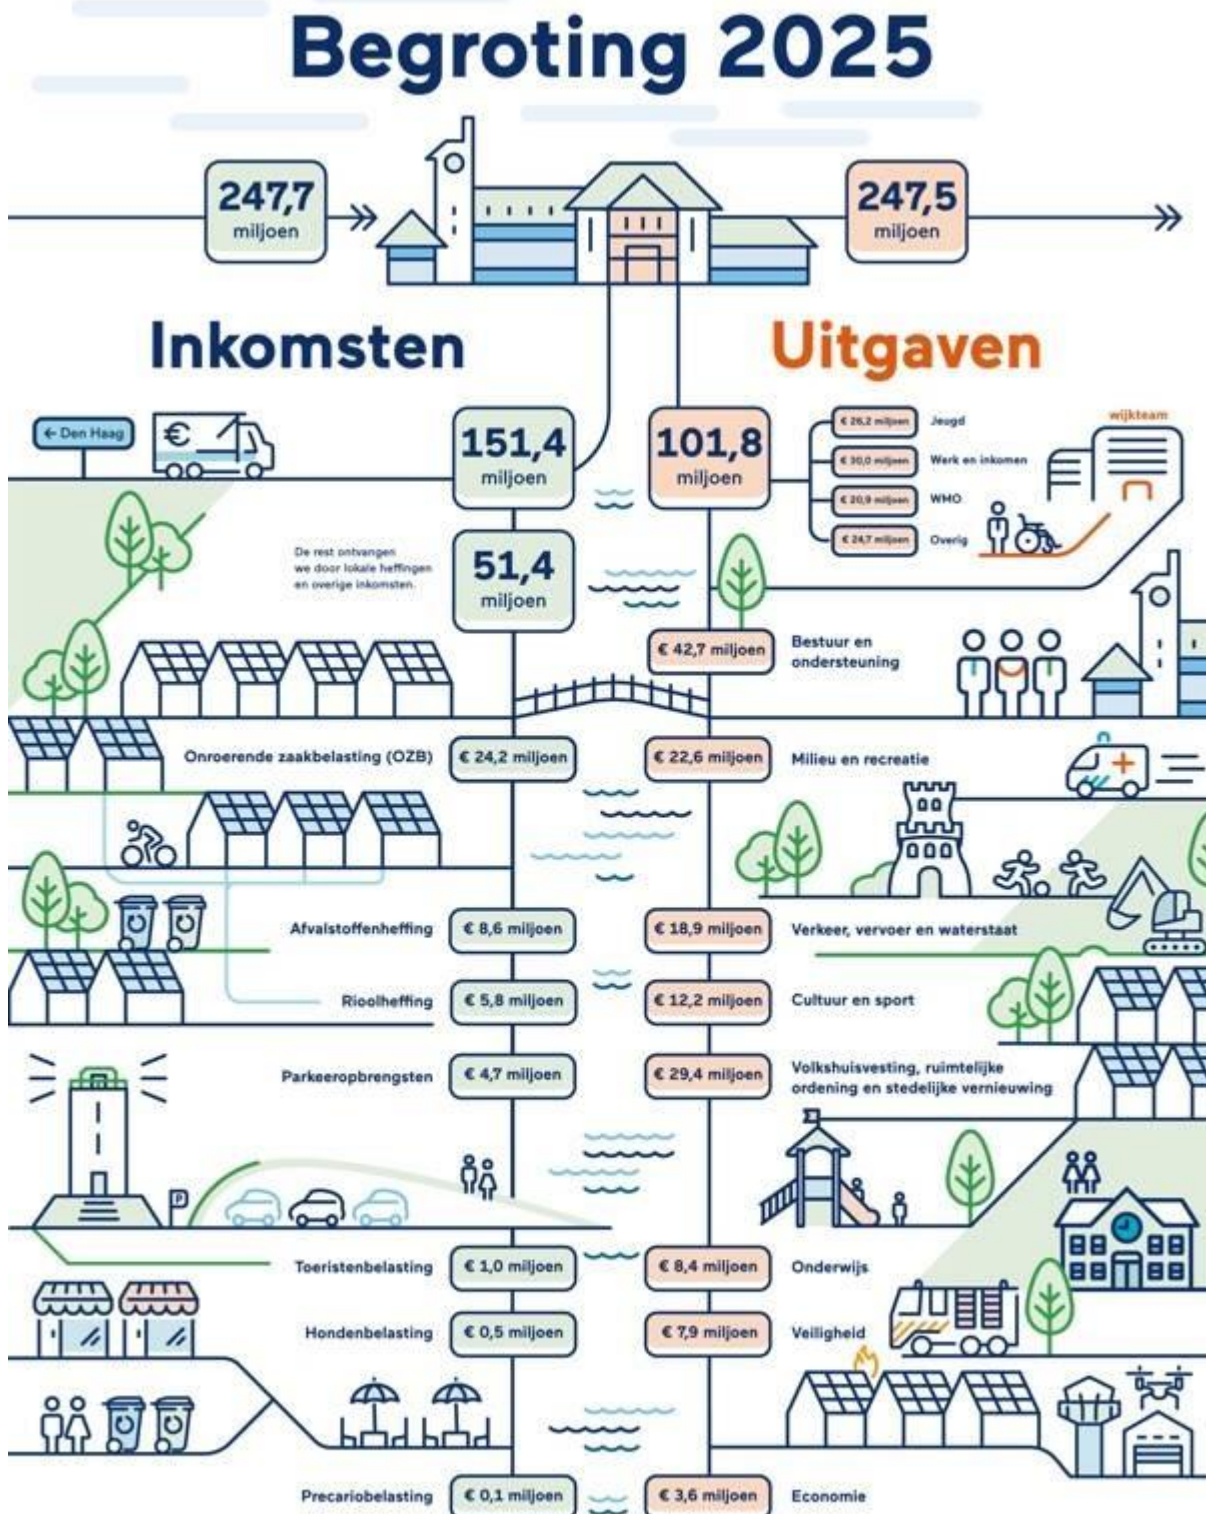 Begroting 2025
247,7
miljoen
247,5
miljoen
Inkomsten
Uitgaven
← Den Haag
€
151,4
miljoen
51,4
miljoen
De rest ontvangen
we door lokale heffingen
en overige inkomsten.
Onroerende zaakbelasting (OZB)
€ 24,2 miljoen
Afvalstoffenheffing
€ 8,6 miljoen
Rioolheffing
€ 5,8 miljoen
Parkeeropbrengsten
€ 4,7 miljoen
P
Toeristenbelasting
€ 1,0 miljoen
Hondenbelasting
€ 0,5 miljoen
Precariobelasting
€ 0,1 miljoen
101,8
miljoen
€ 26,2 miljoen Jeugd
€ 30,0 miljoen Werk en inkomen
€ 20,9 miljoen WMO
€ 24,7 miljoen Overig
wijkteam
€ 42,7 miljoen
Bestuur en
ondersteuning
€ 22,6 miljoen
Milieu en recreatie
€ 18,9 miljoen
Verkeer, vervoer en waterstaat
€ 12,2 miljoen
Cultuur en sport
€ 29,4 miljoen
Volkshuisvesting, ruimtelijke
ordening en stedelijke vernieuwing
€ 8,4 miljoen
Onderwijs
€ 7,9 miljoen
Veiligheid
€ 3,6 miljoen
Economie